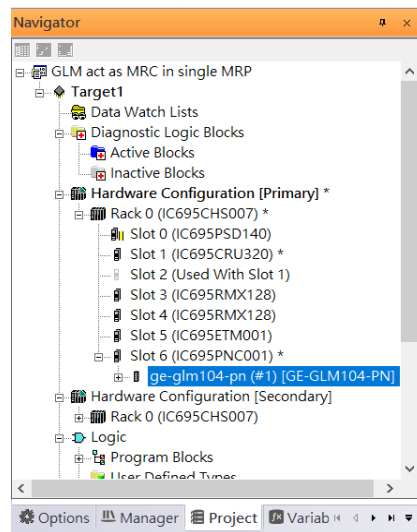 Navigator
GLM act as MRC in single MRP
Target1
Data Watch Lists
Diagnostic Logic Blocks
Active Blocks
Inactive Blocks
Hardware Configuration [Primary] *
Rack 0 (IC695CHS007) *
Slot 0 (IC695PSD140)
Slot 1 (IC695CRU320) *
Slot 2 (Used With Slot 1)
Slot 3 (IC695RMX128)
Slot 4 (IC695RMX128)
Slot 5 (IC695ETM001)
Slot 6 (IC695PNC001) *
ge-glm104-pn (#1) [GE-GLM104-PN]
Hardware Configuration [Secondary]
Rack 0 (IC695CHS007)
Logic
Program Blocks
User Defined Types
Options Manager Project Variab